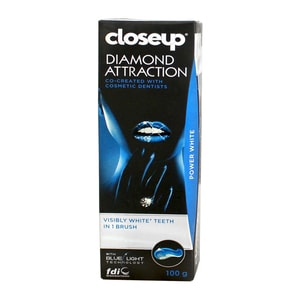 closeup
DIAMOND
ATTRACTION
CO-CREATED WITH
COSMETIC DENTISTS
POWER WHITE
VISIBLY WHITE* TEETH
IN 1 BRUSH
WITH
BLUE LIGHT
TECHNOLOGY
fdi
100 g